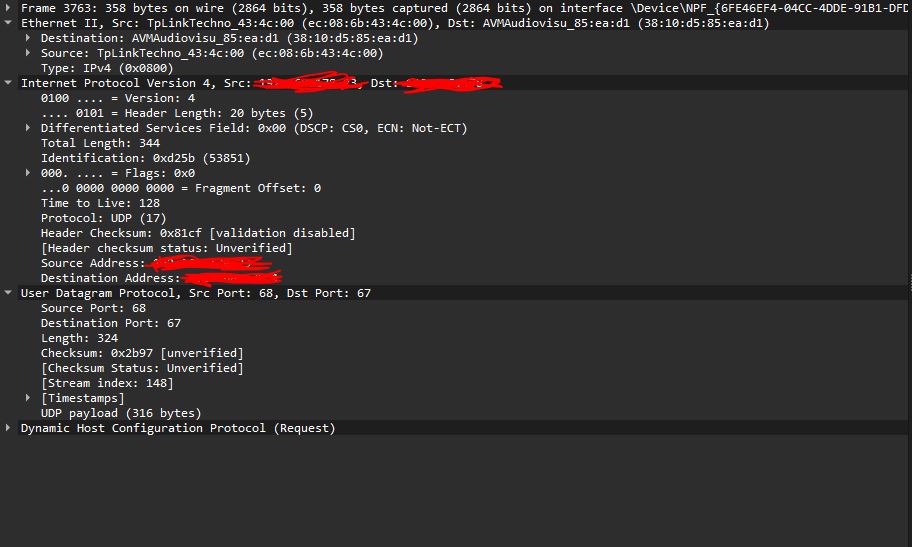 Frame 3763: 358 bytes on wire (2864 bits), 358 bytes captured (2864 bits) on interface \Device\NPF_{6FE46EF4-04CC-4DDE-91B1-DFD
Ethernet II, Src: TpLinkTechno_43:4c:00 (ec:08:6b:43:4c:00), Dst: AVMAudiovisu_85:ea:d1 (38:10:d5:85:ea:d1)
Destination: AVMAudiovisu_85:ea:d1 (38:10:d5:85:ea:d1)
Source: TpLinkTechno_43:4c:00 (ec:08:6b:43:4c:00)
Type: IPv4 (0x0800)
Internet Protocol Version 4, Src: Dst:
0100 .... = Version: 4
.... 0101 = Header Length: 20 bytes (5)
Differentiated Services Field: 0x00 (DSCP: CS0, ECN: Not-ECT)
Total Length: 344
Identification: 0xd25b (53851)
000. .... = Flags: 0x0
...0 0000 0000 0000 = Fragment Offset: 0
Time to Live: 128
Protocol: UDP (17)
Header Checksum: 0x81cf [validation disabled]
[Header checksum status: Unverified]
Source Address:
Destination Address:
User Datagram Protocol, Src Port: 68, Dst Port: 67
Source Port: 68
Destination Port: 67
Length: 324
Checksum: 0x2b97 [unverified]
[Checksum Status: Unverified]
[Stream index: 148]
[Timestamps]
UDP payload (316 bytes)
Dynamic Host Configuration Protocol (Request)